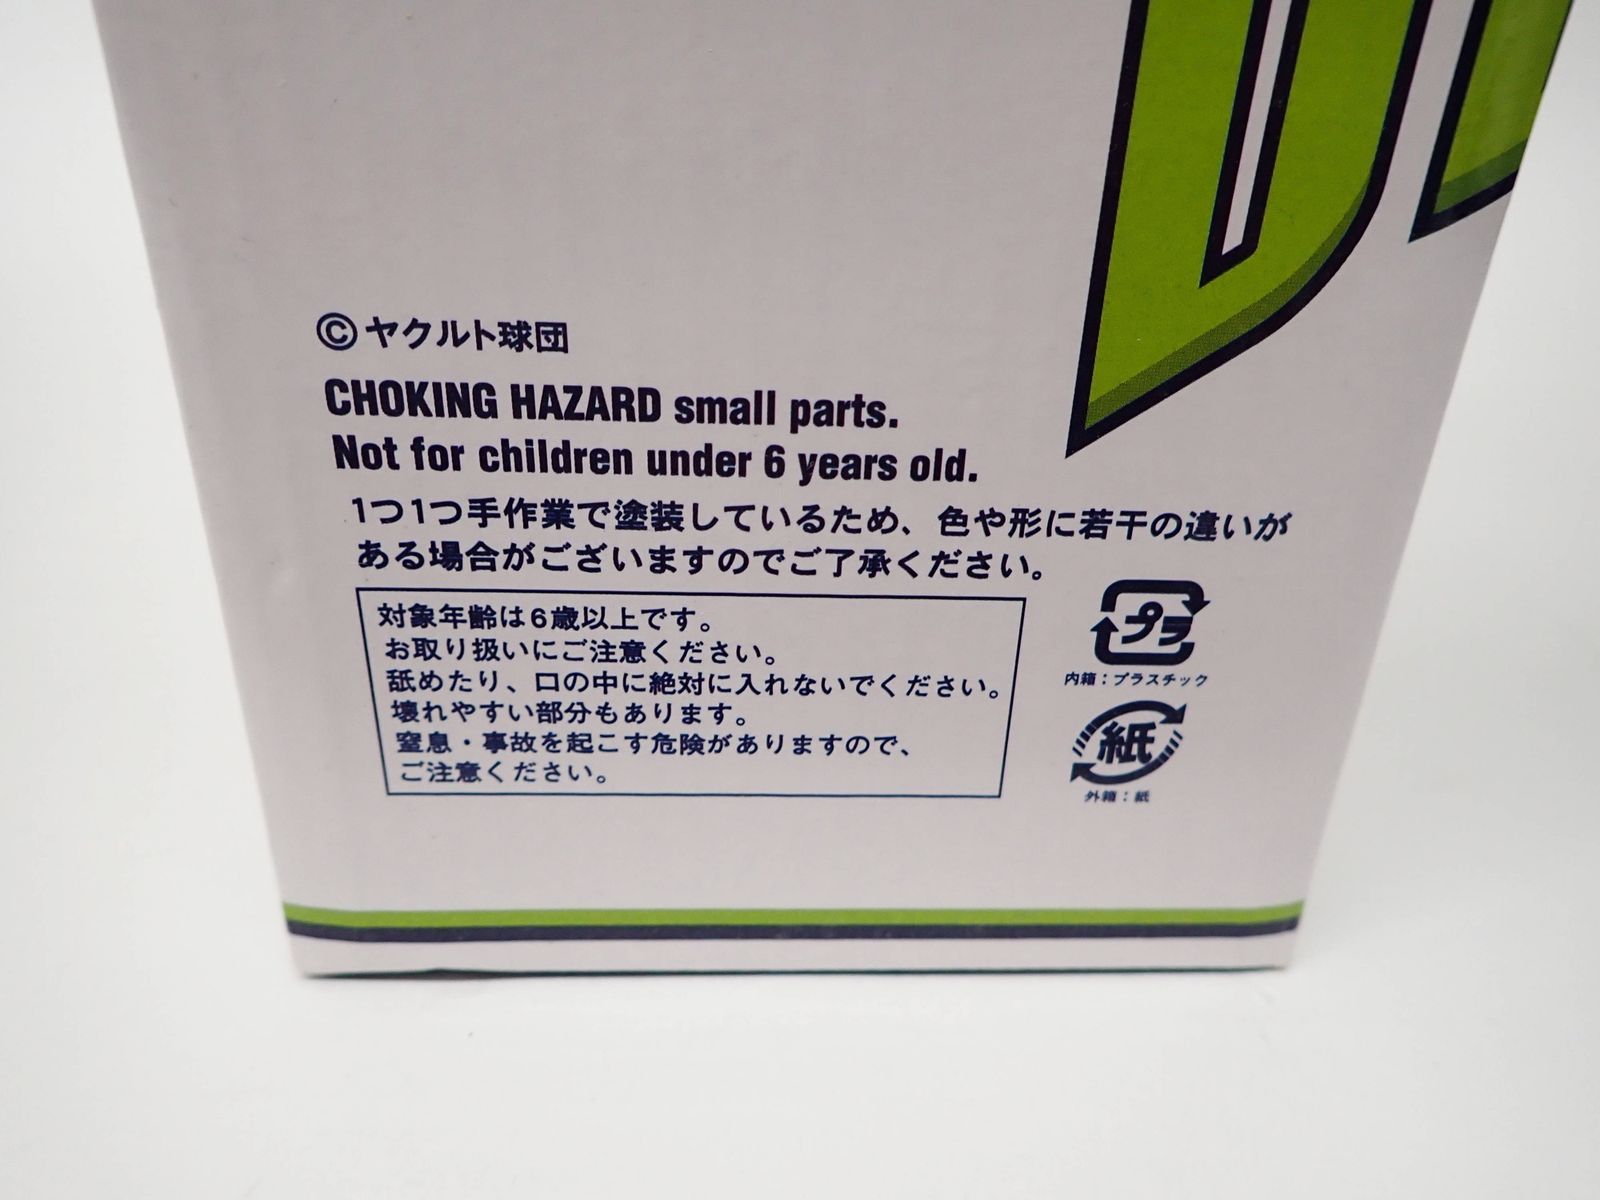 ©ヤクルト球団
CHOKING HAZARD small parts.
Not for children under 6 years old.
1つ1つ手作業で塗装しているため、色や形に若干の違いが
ある場合がございますのでご了承ください。
対象年齢は6歳以上です。
お取り扱いにご注意ください。
舐めたり、口の中に絶対に入れないでください。
壊れやすい部分もあります。
窒息・事故を起こす危険がありますので、
ご注意ください。
プラ
内箱：プラスチック
紙
外箱：紙